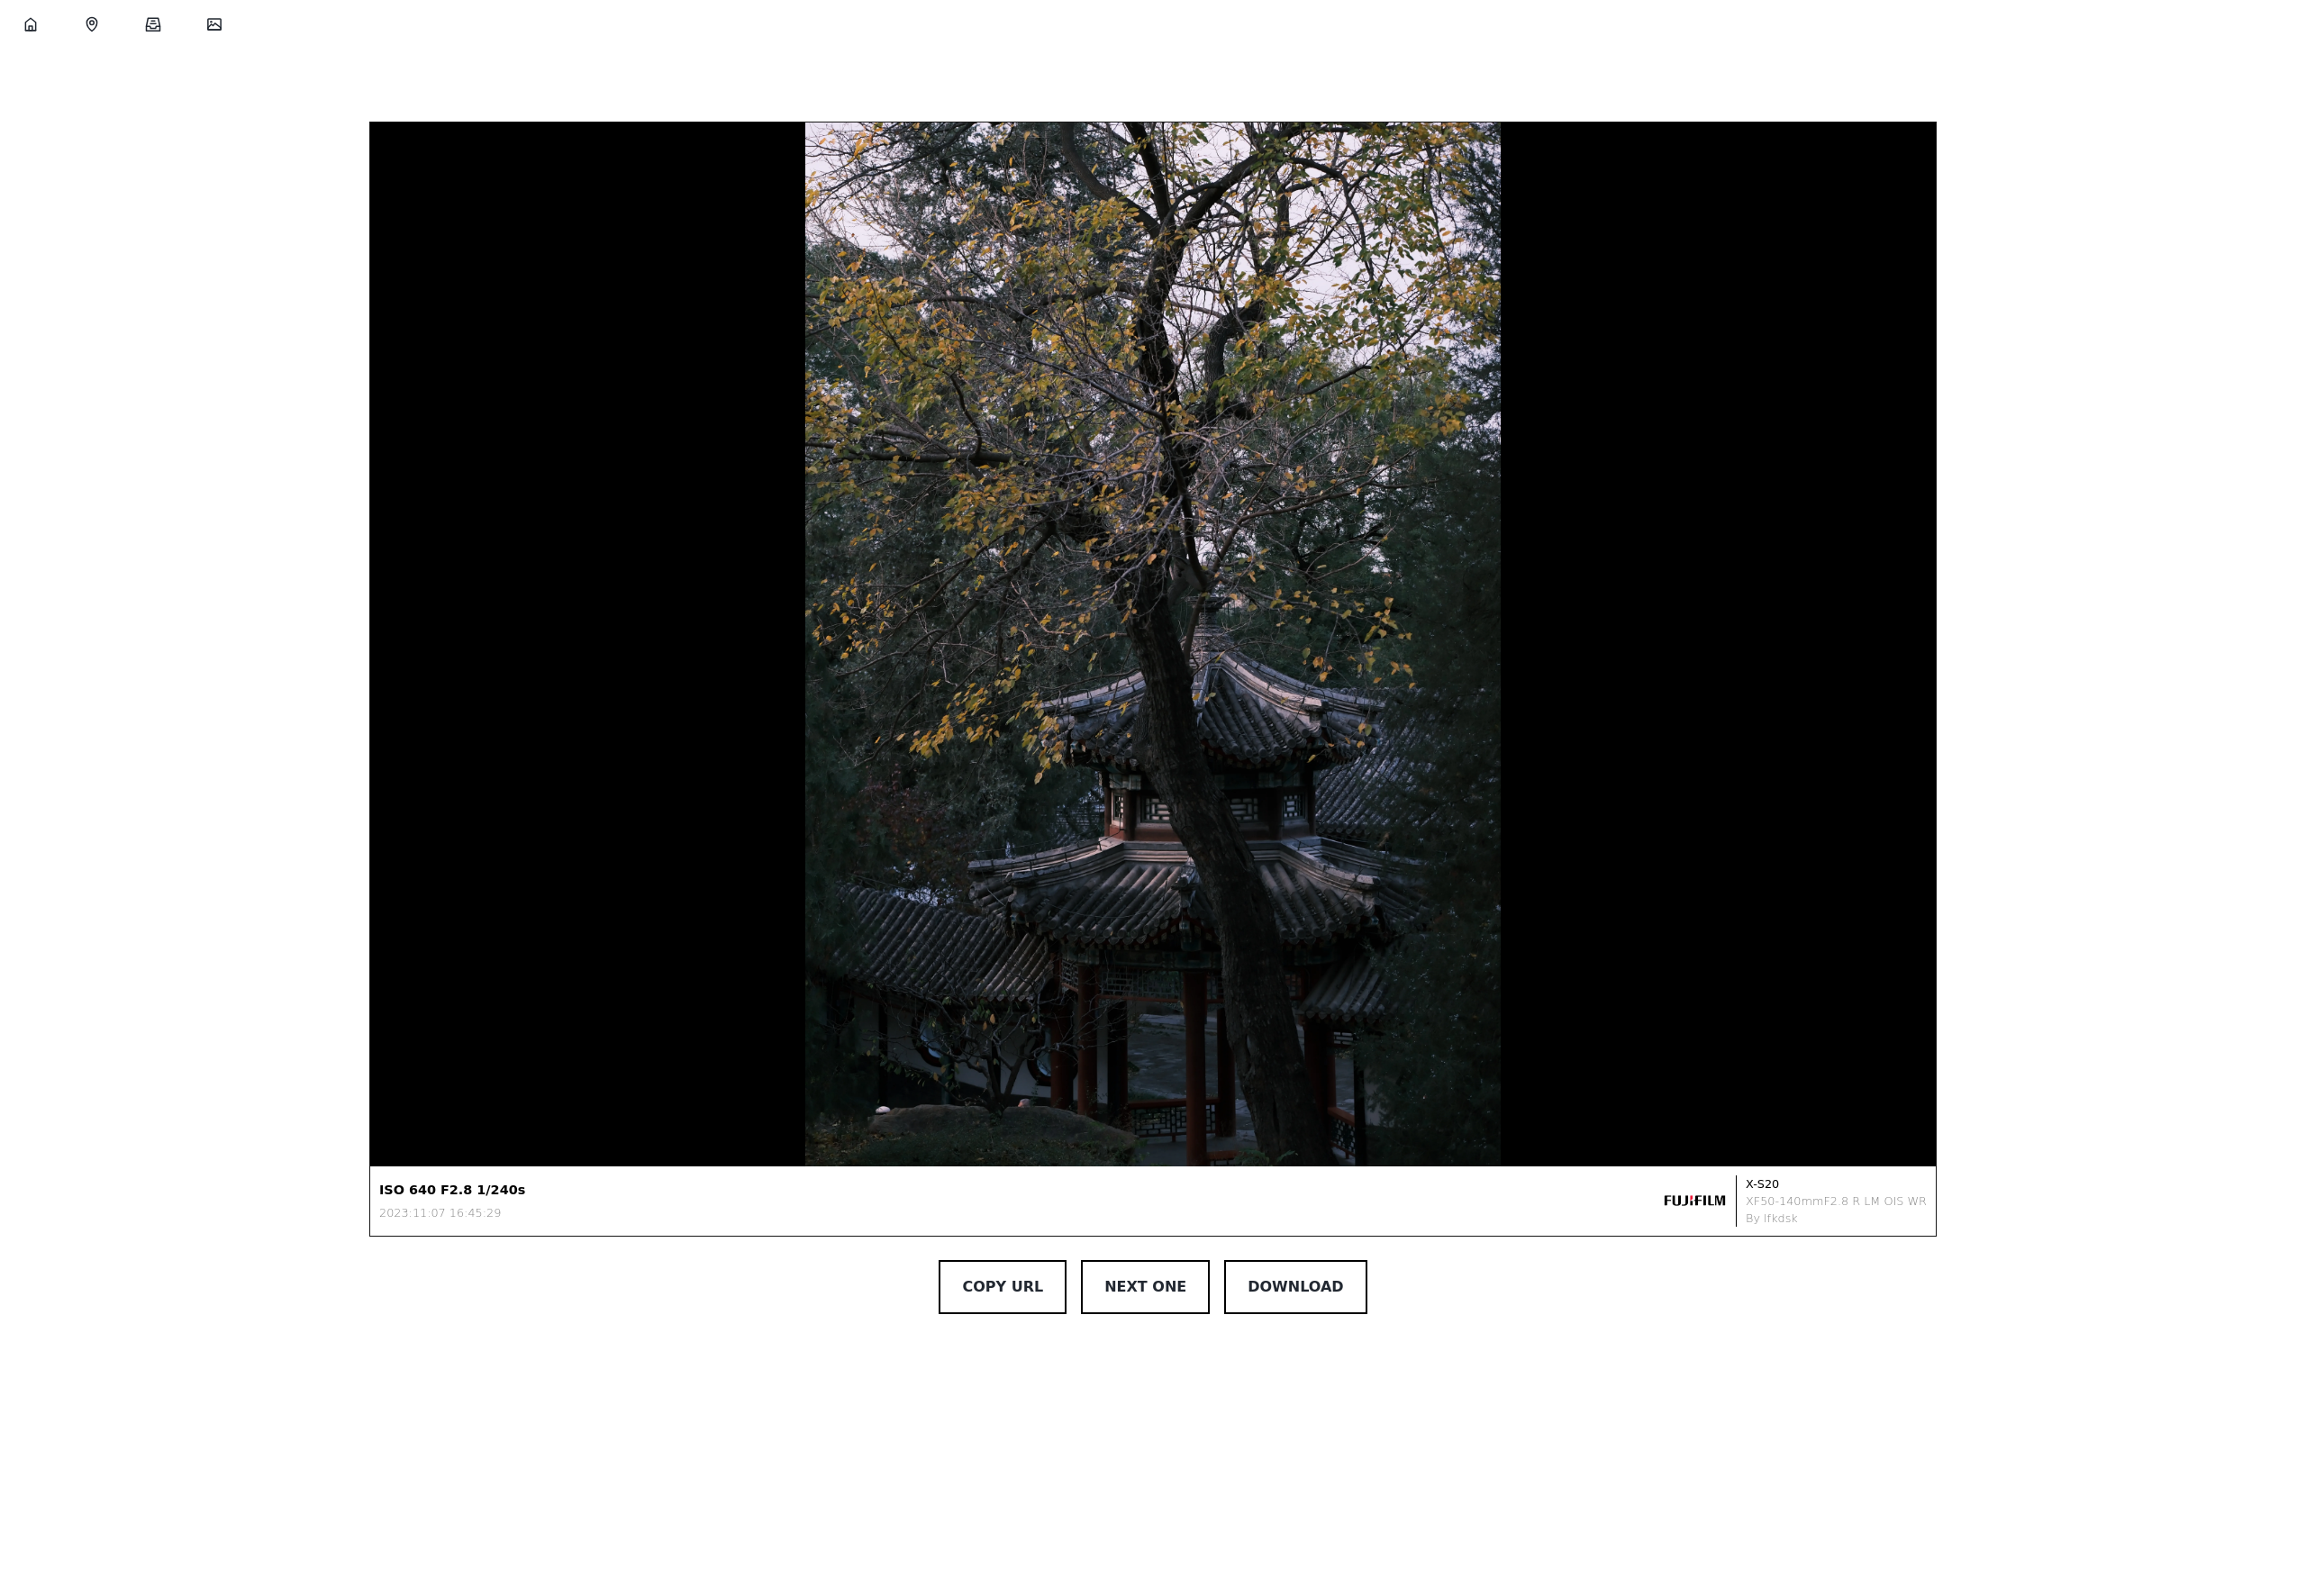 ISO 640 F2.8 1/240s
2023:11:07 16:45:29
FUJIFILM
X-S20
XF50-140mmF2.8 R LM OIS WR
By lfkdsk
COPY URL
NEXT ONE
DOWNLOAD